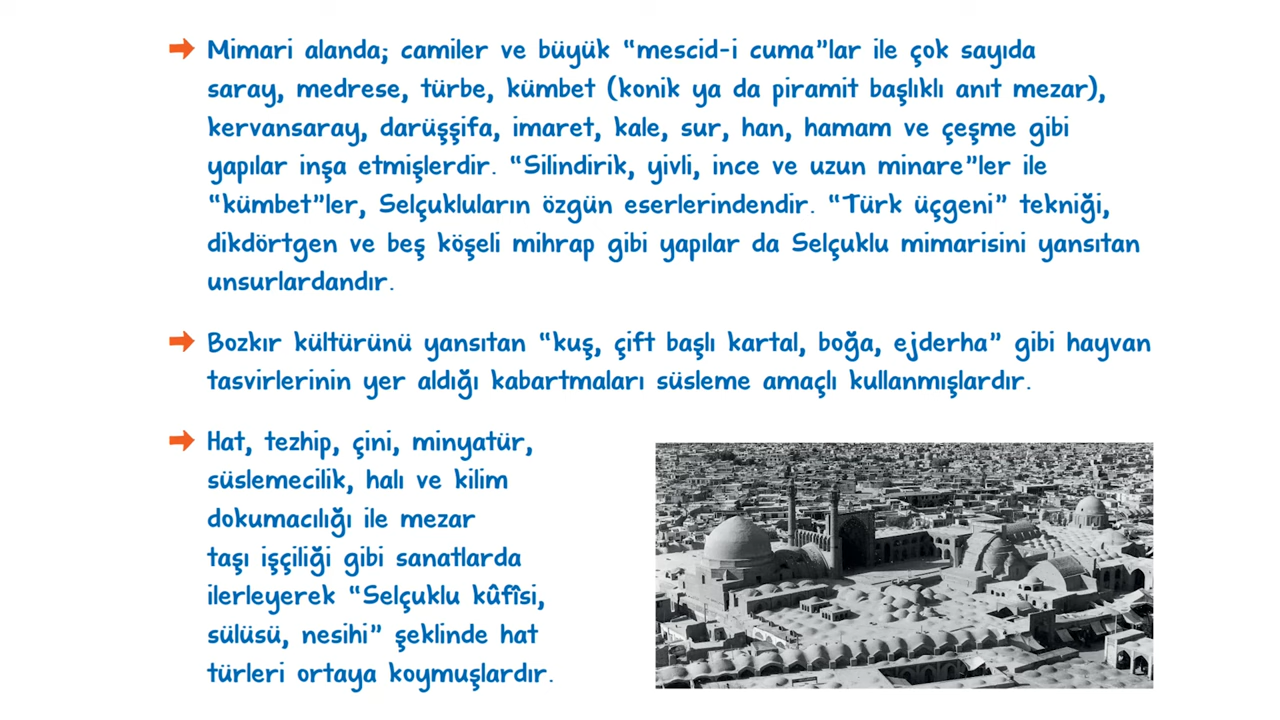 Mimari alanda; camiler ve büyük “mescid-i cuma”lar ile çok sayıda
saray, medrese, türbe, kümbet (konik ya da piramit başlıklı anıt mezar),
kervansaray, darüşşifa, imaret, kale, sur, han, hamam ve çeşme gibi
yapılar inşa etmişlerdir. “Silindirik, yivli, ince ve uzun minare”ler ile
“kümbet”ler, Selçukluların özgün eserlerindendir. “Türk üçgeni” tekniği,
dikdörtgen ve beş köşeli mihrap gibi yapılar da Selçuklu mimarisini yansıtan
unsurlardandır.
Bozkır kültürünü yansıtan “kuş, çift başlı kartal, boğa, ejderha” gibi hayvan
tasvirlerinin yer aldığı kabartmaları süsleme amaçlı kullanmışlardır.
Hat, tezhip, çini, minyatür,
süslemecilik, halı ve kilim
dokumacılığı ile mezar
taşı işçiliği gibi sanatlarda
ilerleyerek “Selçuklu kûfîsi,
sülüsü, nesihi” şeklinde hat
türleri ortaya koymuşlardır.